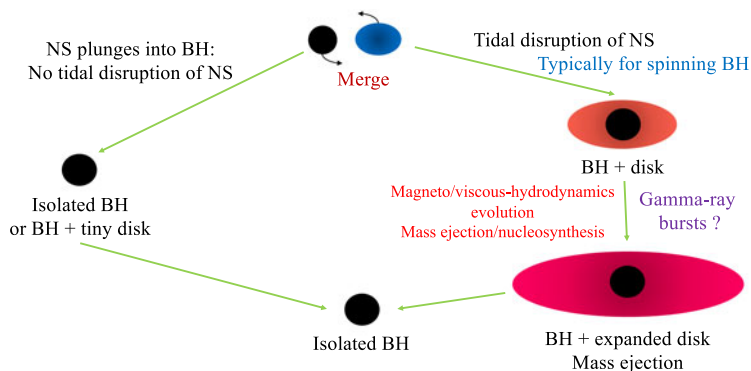 NS plunges into BH:
No tidal disruption of NS
Merge
Tidal disruption of NS
Typically for spinning BH
BH + disk
Isolated BH
or BH + tiny disk
Magneto/viscous-hydrodynamics
evolution
Mass ejection/nucleosynthesis
Gamma-ray
bursts ?
Isolated BH
BH + expanded disk
Mass ejection